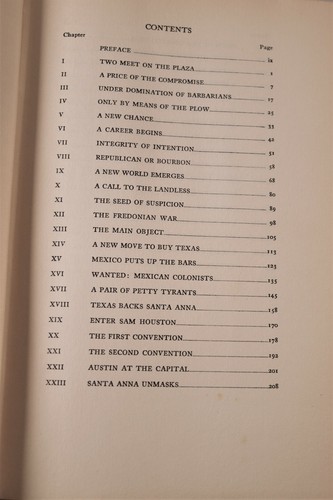 CONTENTS
Chapter Page
PREFACE ix
I TWO MEET ON THE PLAZA 1
II A PRICE OF THE COMPROMISE 7
III UNDER DOMINATION OF BARBARIANS 17
IV ONLY BY MEANS OF THE PLOW 25
V A NEW CHANCE 33
VI A CAREER BEGINS 42
VII INTEGRITY OF INTENTION 51
VIII REPUBLICAN OR BOURBON 58
IX A NEW WORLD EMERGES 68
X A CALL TO THE LANDLESS 80
XI THE SEED OF SUSPICION 89
XII THE FREDONIAN WAR 98
XIII THE MAIN OBJECT 105
XIV A NEW MOVE TO BUY TEXAS 115
XV MEXICO PUTS UP THE BARS 125
XVI WANTED: MEXICAN COLONISTS 135
XVII A PAIR OF PETTY TYRANTS 145
XVIII TEXAS BACKS SANTA ANNA 158
XIX ENTER SAM HOUSTON 170
XX THE FIRST CONVENTION 178
XXI THE SECOND CONVENTION 192
XXII AUSTIN AT THE CAPITAL 201
XXIII SANTA ANNA UNMASKS 208